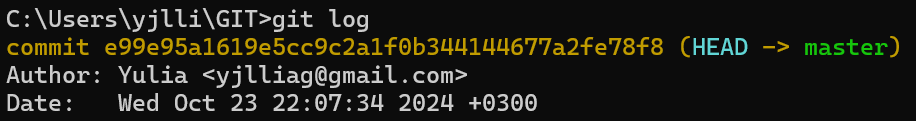 C:\Users\yjlli\GIT>git log
commit e99e95a1619e5cc9c2a1f0b344144677a2fe78f8 (HEAD -> master)
Author: Yulia <yjlliag@gmail.com>
Date:   Wed Oct 23 22:07:34 2024 +0300